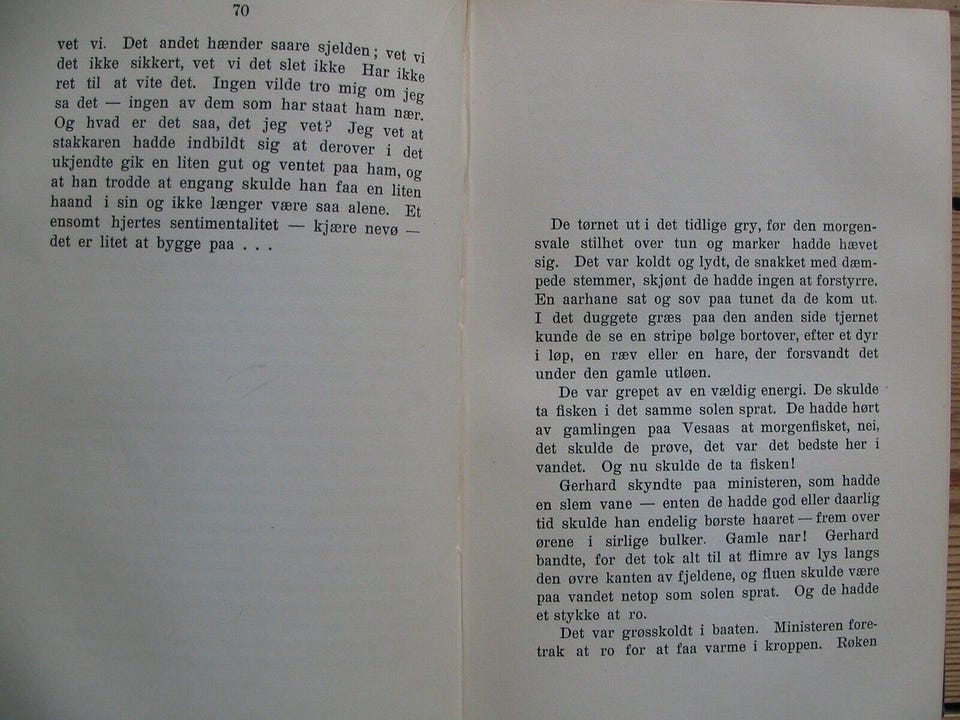 70
vet vi. Det andet hænder saare sjelden; vet vi
det ikke sikkert, vet vi det slet ikke Har ikke
ret til at vite det. Ingen vilde tro mig om jeg
sa det — ingen av dem som har staat ham nær.
Og hvad er det saa, det jeg vet? Jeg vet at
stakkaren hadde indbildt sig at derover i det
ukjendte gik en liten gut og ventet paa ham, og
at han trodde at engang skulde han faa en liten
haand i sin og ikke længer være saa alene. Et
ensomt hjertes sentimentalitet — kjære nevø —
det er litet at bygge paa . . .
De tørnet ut i det tidlige gry, før den morgen-
svale stilhet over tun og marker hadde hævet
sig. Det var koldt og lydt, de snakket med dæm-
pede stemmer, skjønt de hadde ingen at forstyrre.
En aarhane sat og sov paa tunet da de kom ut.
I det duggete græs paa den anden side tjernet
kunde de se en stripe bølge bortover, efter et dyr
i løp, en ræv eller en hare, der forsvandt det
under den gamle utløen.
De var grepet av en vældig energi. De skulde
ta fisken i det samme solen sprat. De hadde hørt
av gamlingen paa Vesaas at morgenfisket, nei,
det skulde de prøve, det var det bedste her i
vandet. Og nu skulde de ta fisken!
Gerhard skyndte paa ministeren, som hadde
en slem vane — enten de hadde god eller daarlig
tid skulde han endelig børste haaret — frem over
ørene i sirlige bulker. Gamle nar! Gerhard
bandte, for det tok alt til at flimre av lys langs
den øvre kanten av fjeldene, og fluen skulde være
paa vandet netop som solen sprat. Og de hadde
et stykke at ro.
Det var grøsskoldt i baaten. Ministeren fore-
trak at ro for at faa varme i kroppen. Røken